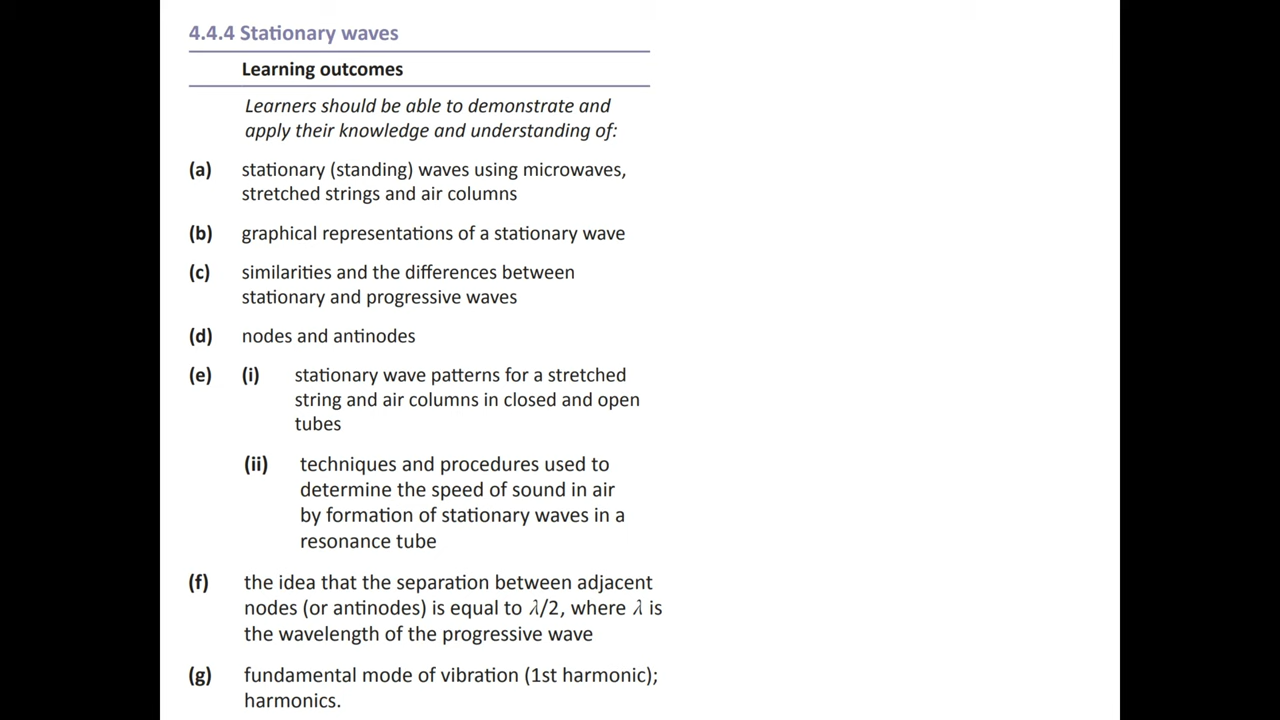 4.4.4 Stationary waves
Learning outcomes
Learners should be able to demonstrate and
apply their knowledge and understanding of:
(a) stationary (standing) waves using microwaves,
stretched strings and air columns
(b) graphical representations of a stationary wave
(c) similarities and the differences between
stationary and progressive waves
(d) nodes and antinodes
(e) (i) stationary wave patterns for a stretched
string and air columns in closed and open
tubes
(ii) techniques and procedures used to
determine the speed of sound in air
by formation of stationary waves in a
resonance tube
(f) the idea that the separation between adjacent
nodes (or antinodes) is equal to λ/2, where λ is
the wavelength of the progressive wave
(g) fundamental mode of vibration (1st harmonic);
harmonics.